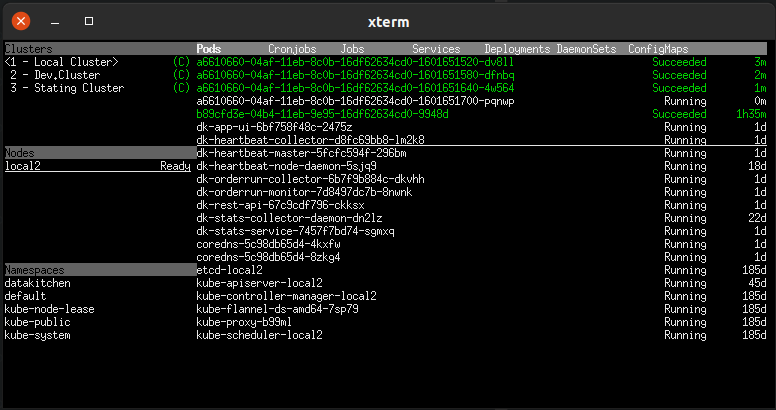 xterm
Clusters
<1 - Local Cluster> (C)
2 - Dev,Cluster (C)
3 - Stating Cluster (C)
Nodes
local2 Ready
Namespaces
datakitchen
default
kube-node-lease
kube-public
kube-system
Pods Cronjobs Jobs Services Deployments DaemonSets ConfigMaps
a6610660-04af-11eb-8c0b-16df62634cd0-1601651520-dv8ll Succeeded 3m
a6610660-04af-11eb-8c0b-16df62634cd0-1601651580-dfnbq Succeeded 2m
a6610660-04af-11eb-8c0b-16df62634cd0-1601651640-4w564 Succeeded 1m
a6610660-04af-11eb-8c0b-16df62634cd0-1601651700-pqnwp Running 0m
b89cfd3e-04b4-11eb-9e95-16df62634cd0-9948d Succeeded 1h35m
dk-app-ui-6bf758f48c-2475z Running 1d
dk-heartbeat-collector-d8fc69bb8-lm2k8 Running 1d
dk-heartbeat-master-5fcfc594f-296bm Running 1d
dk-heartbeat-node-daemon-5sjq9 Running 18d
dk-orderrun-collector-6b7f9b884c-dkvhh Running 1d
dk-orderrun-monitor-7d8497dc7b-8nwnk Running 1d
dk-rest-api-67c9cdf796-ckksx Running 1d
dk-stats-collector-daemon-dn2lz Running 22d
dk-stats-service-7457f7bd74-sgmxq Running 1d
coredns-5c98db65d4-4kxfw Running 1d
coredns-5c98db65d4-8zkg4 Running 1d
etcd-local2 Running 185d
kube-apiserver-local2 Running 45d
kube-controller-manager-local2 Running 185d
kube-flannel-ds-amd64-7sp79 Running 185d
kube-proxy-b99ml Running 185d
kube-scheduler-local2 Running 185d